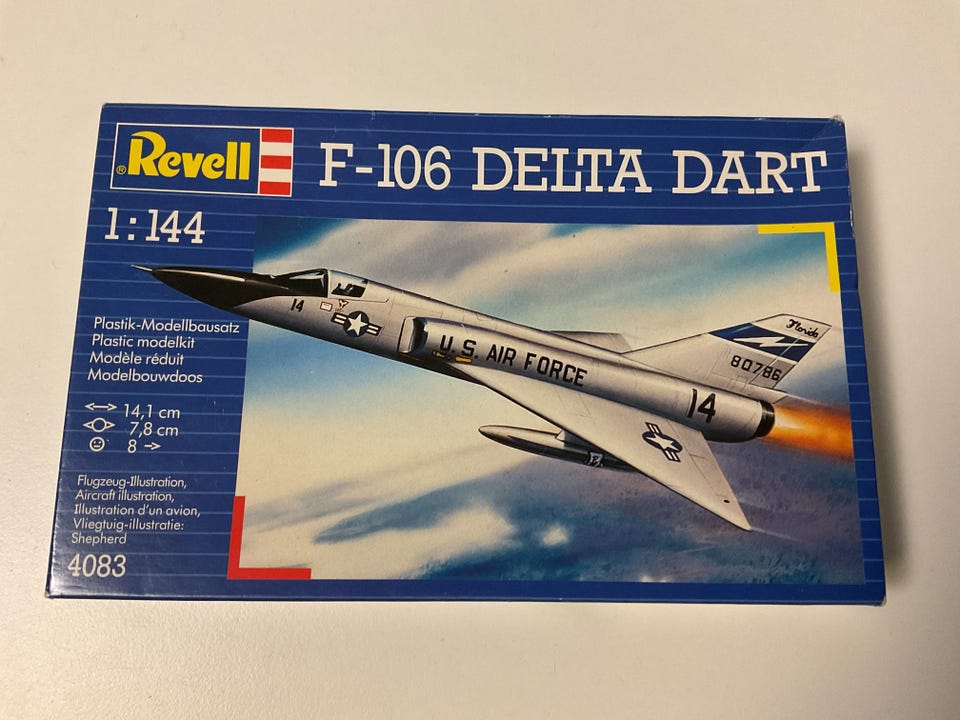 ® Revell
F-106 DELTA DART
1:144
Plastik-Modellbausatz
Plastic modelkit
Modèle réduit
Modelbouwdoos
14,1 cm
7,8 cm
8
Flugzeug-Illustration,
Aircraft illustration,
Illustration d'un avion,
Vliegtuig-illustratie:
Shepherd
4083
14
U.S. AIR FORCE
14
Florida
80786